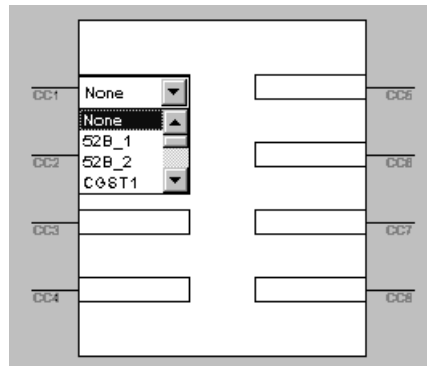 CC1
None
CC5
None
52B_1
CC2
52B_2
CC6
CGST1
CC3
CC7
CC4
CC8